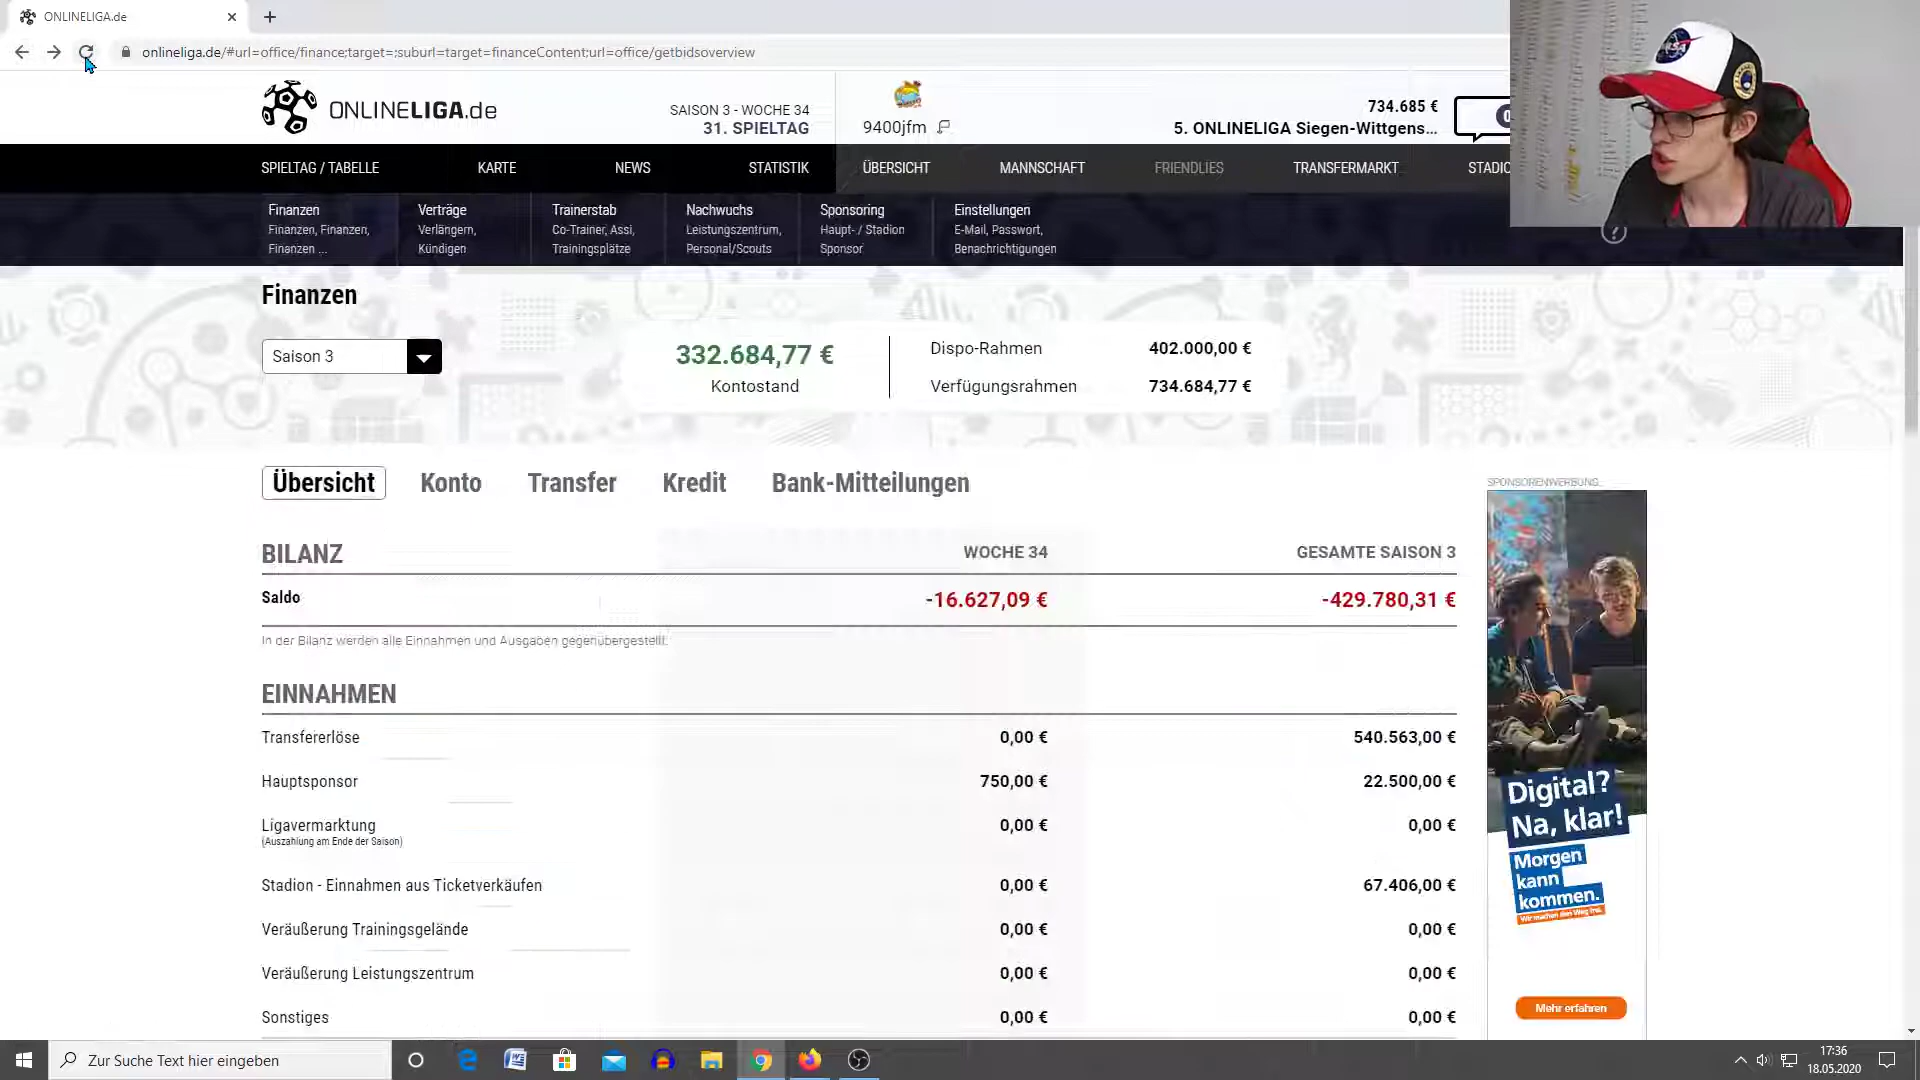 ONLINELIGA.de
onlineliga.de/#url=office/finance;target=;suburl=target=financeContent;url=office/getbidsoverview
ONLINELIGA.de
SAISON 3 - WOCHE 34
31. SPIELTAG
9400jfm
734.685 €
5. ONLINELIGA Siegen-Wittgens...
SPIELTAG / TABELLE
KARTE
NEWS
STATISTIK
ÜBERSICHT
MANNSCHAFT
FRIENDLIES
TRANSFERMARKT
STADIO
Finanzen
Finanzen, Finanzen,
Finanzen ...
Verträge
Verlängern,
Kündigen
Trainerstab
Co-Trainer, Assi,
Trainingsplätze
Nachwuchs
Leistungszentrum,
Personal/Scouts
Sponsoring
Haupt- / Stadion
Sponsor
Einstellungen
E-Mail, Passwort,
Benachrichtigungen
?
Finanzen
Saison 3
332.684,77 €
Kontostand
Dispo-Rahmen 402.000,00 €
Verfügungsrahmen 734.684,77 €
Übersicht Konto Transfer Kredit Bank-Mitteilungen
SPONSORENWERBUNG
BILANZ WOCHE 34 GESAMTE SAISON 3
Saldo -16.627,09 € -429.780,31 €
In der Bilanz werden alle Einnahmen und Ausgaben gegenübergestellt.
EINNAHMEN
Transfererlöse 0,00 € 540.563,00 €
Hauptsponsor 750,00 € 22.500,00 €
Ligavermarktung 0,00 € 0,00 €
(Auszahlung am Ende der Saison)
Stadion - Einnahmen aus Ticketverkäufen 0,00 € 67.406,00 €
Veräußerung Trainingsgelände 0,00 € 0,00 €
Veräußerung Leistungszentrum 0,00 € 0,00 €
Sonstiges 0,00 € 0,00 €
Digital?
Na, klar!
Morgen
kann
kommen.
Wir machen den Weg frei.
Mehr erfahren
Zur Suche Text hier eingeben
17:36
18.05.2020